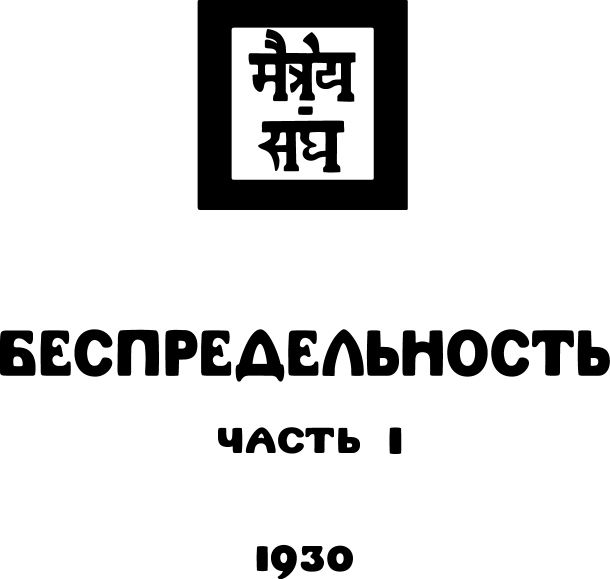 मैत्रेय
संघ
БЕСПРЕДЕЛЬНОСТЬ
ЧАСТЬ I
1930